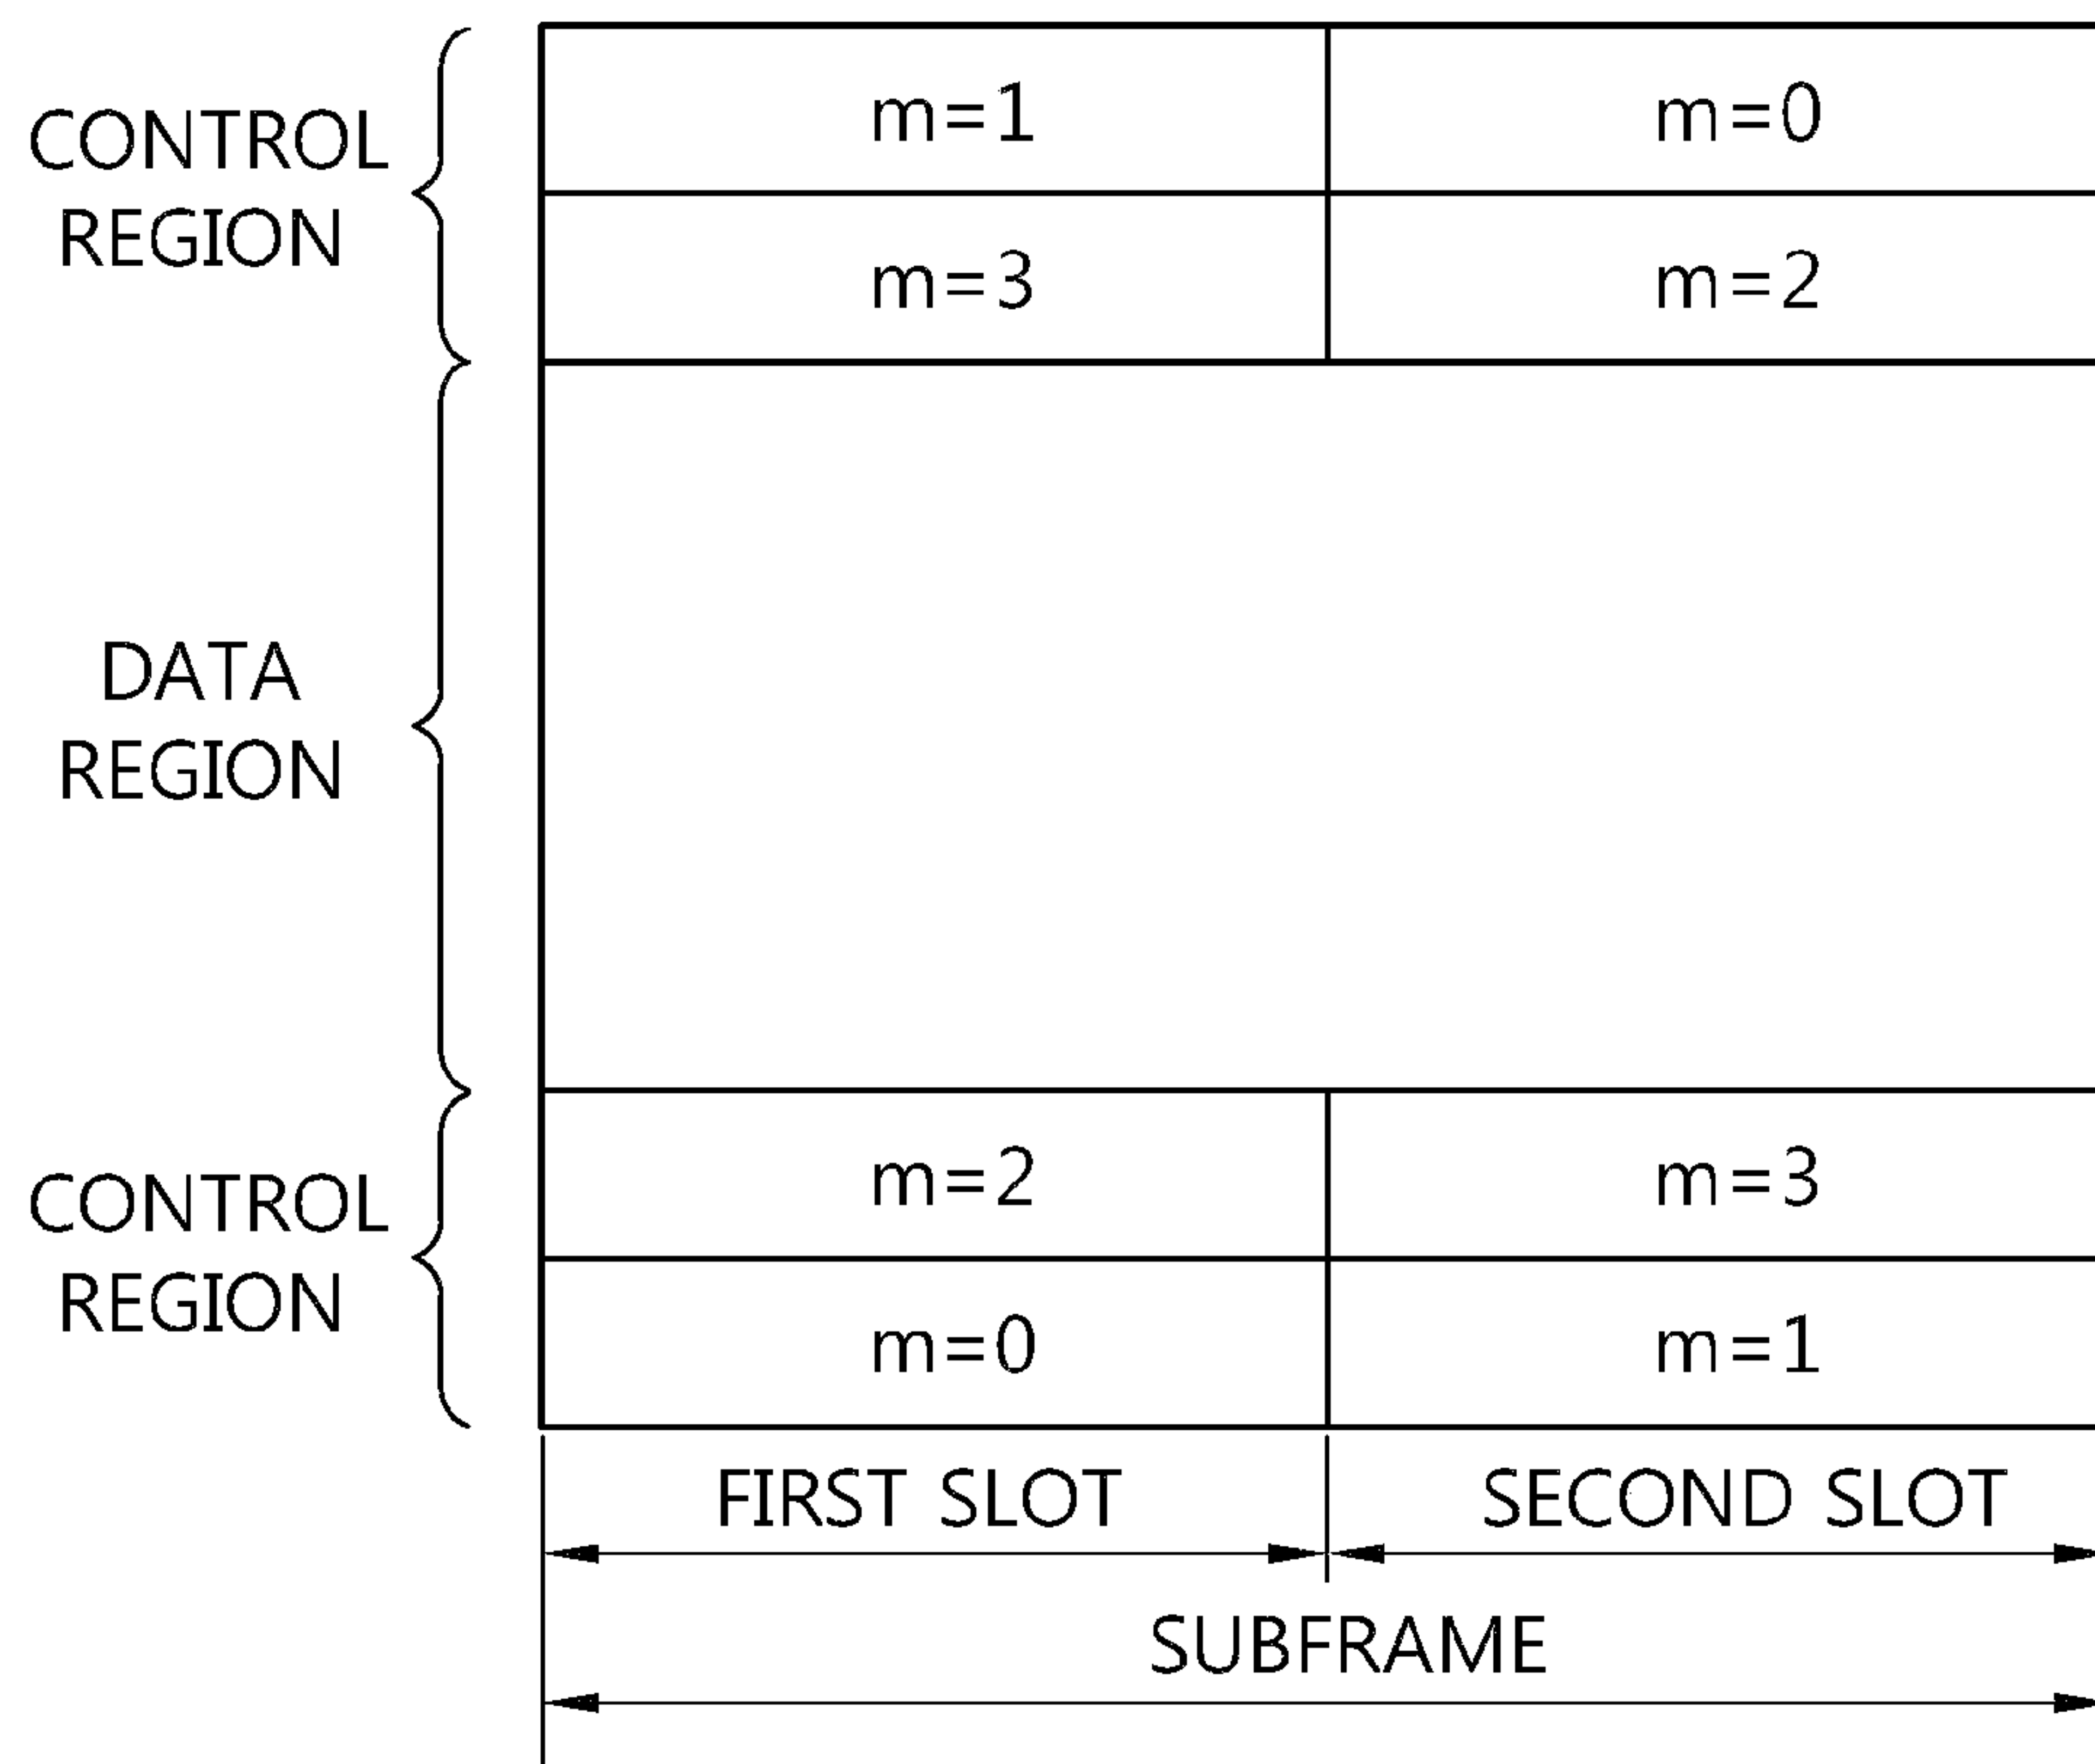 CONTROL
REGION
m=1
m=0
m=3
m=2
DATA
REGION
CONTROL
REGION
m=2
m=3
m=0
m=1
FIRST SLOT
SECOND SLOT
SUBFRAME